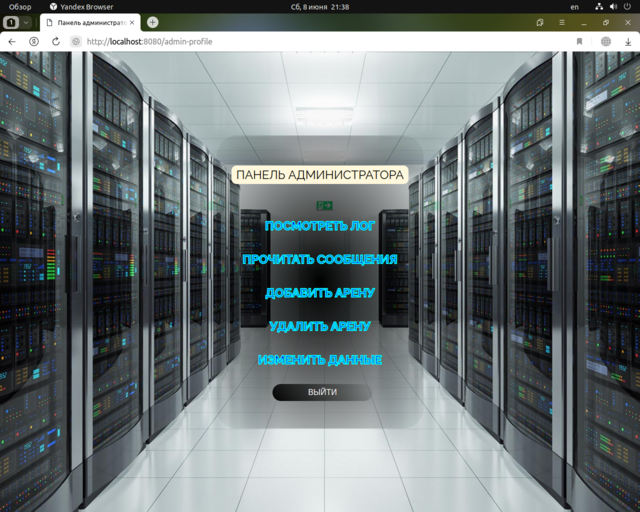 Обзор
Yandex Browser
Сб, 8 июня 21:38
en
1
Панель администрато
http://localhost:8080/admin-profile
ПАНЕЛЬ АДМИНИСТРАТОРА
ПОСМОТРЕТЬ ЛОГ
ПРОЧИТАТЬ СООБЩЕНИЯ
ДОБАВИТЬ АРЕНУ
УДАЛИТЬ АРЕНУ
ИЗМЕНИТЬ ДАННЫЕ
ВЫЙТИ